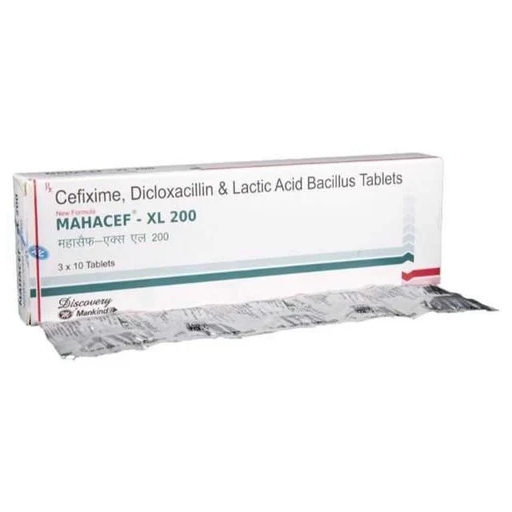 Rx
Cefixime, Dicloxacillin & Lactic Acid Bacillus Tablets
New Formula
MAHACEF® - XL 200
महासैफ-एक्स एल 200
3 x 10 Tablets
Discovery
Mankind